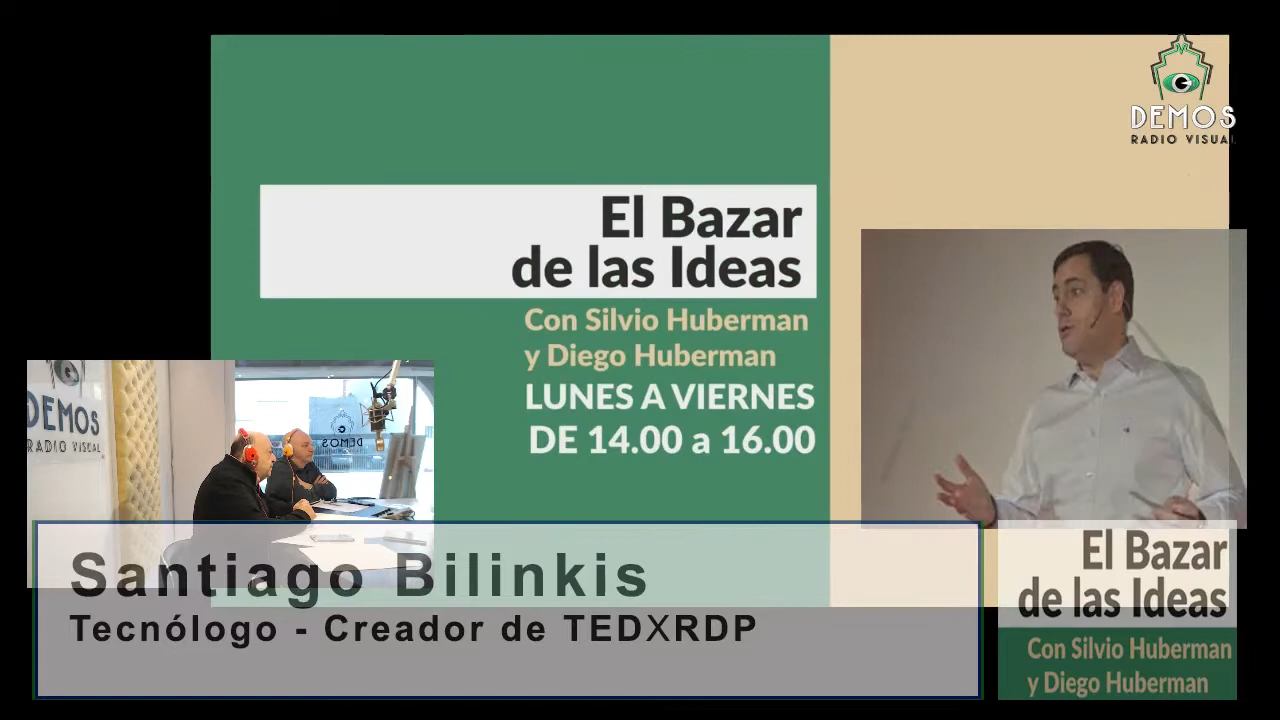 DEMOS
RADIO VISUAL
El Bazar
de las Ideas
Con Silvio Huberman
y Diego Huberman
LUNES A VIERNES
DE 14.00 a 16.00
DEMOS
RADIO VISUAL
DEMOS
Santiago Bilinkis
Tecnólogo - Creador de TEDXRDP
El Bazar
de las Ideas
Con Silvio Huberman
y Diego Huberman